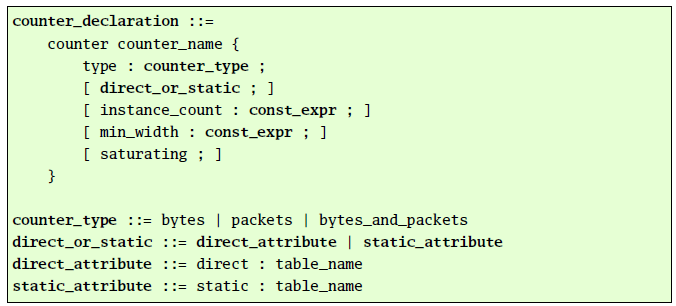 counter_declaration ::=
    counter counter_name {
        type : counter_type ;
        [ direct_or_static ; ]
        [ instance_count : const_expr ; ]
        [ min_width : const_expr ; ]
        [ saturating ; ]
    }

counter_type ::= bytes | packets | bytes_and_packets
direct_or_static ::= direct_attribute | static_attribute
direct_attribute ::= direct : table_name
static_attribute ::= static : table_name